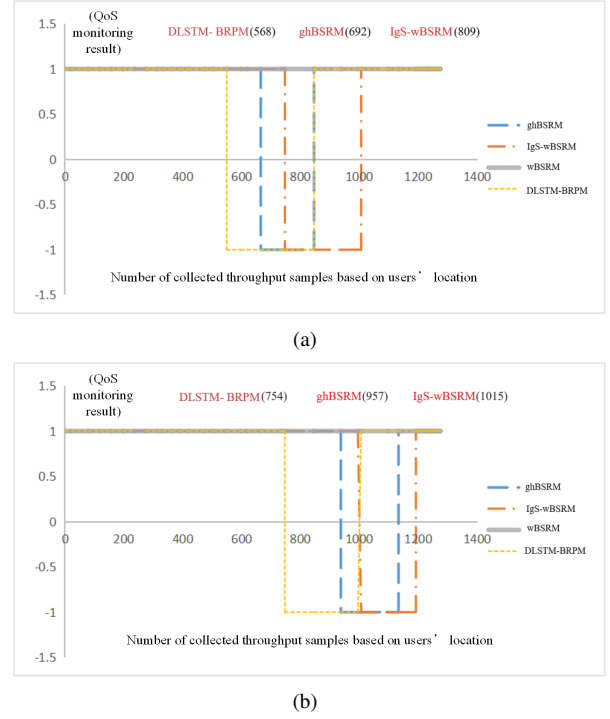 (QoS
monitoring
result)
DLSTM- BRPM(568) ghBSRM(692) IgS-wBSRM(809)
1.5
1
0.5
0
-0.5
-1
-1.5
0 200 400 600 800 1000 1200 1400
ghBSRM
IgS-wBSRM
wBSRM
DLSTM-BRPM
Number of collected throughput samples based on users’ location
(a)
(QoS
monitoring
result)
DLSTM- BRPM(754) ghBSRM(957) IgS-wBSRM(1015)
1.5
1
0.5
0
-0.5
-1
-1.5
0 200 400 600 800 1000 1200 1400
ghBSRM
IgS-wBSRM
wBSRM
DLSTM-BRPM
Number of collected throughput samples based on users’ location
(b)